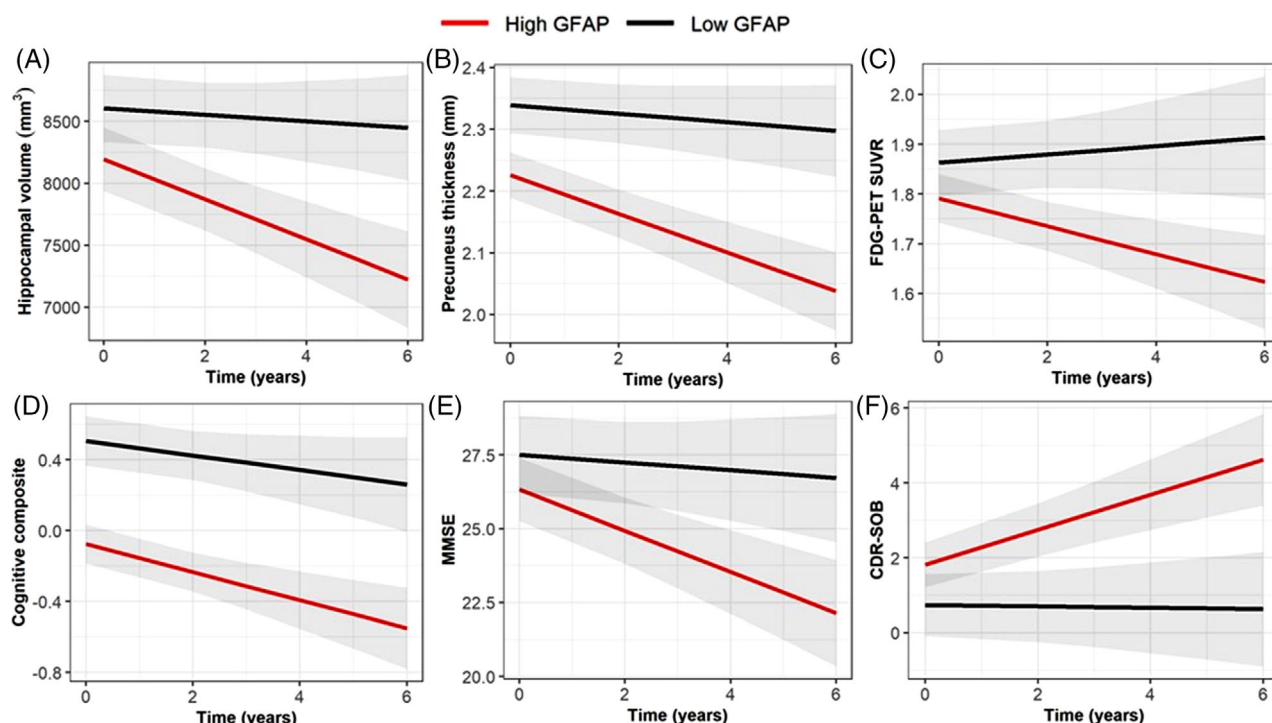 High GFAP Low GFAP
(A)
Hippocampal volume (mm³)
8500
8000
7500
7000
0 2 4 6
Time (years)
(B)
Precuneus thickness (mm)
2.4
2.3
2.2
2.1
2.0
0 2 4 6
Time (years)
(C)
FDG-PET SUVR
2.0
1.9
1.8
1.7
1.6
0 2 4 6
Time (years)
(D)
Cognitive composite
0.4
0.0
-0.4
-0.8
0 2 4 6
Time (years)
(E)
MMSE
27.5
25.0
22.5
20.0
0 2 4 6
Time (years)
(F)
CDR-SOB
6
4
2
0
0 2 4 6
Time (years)